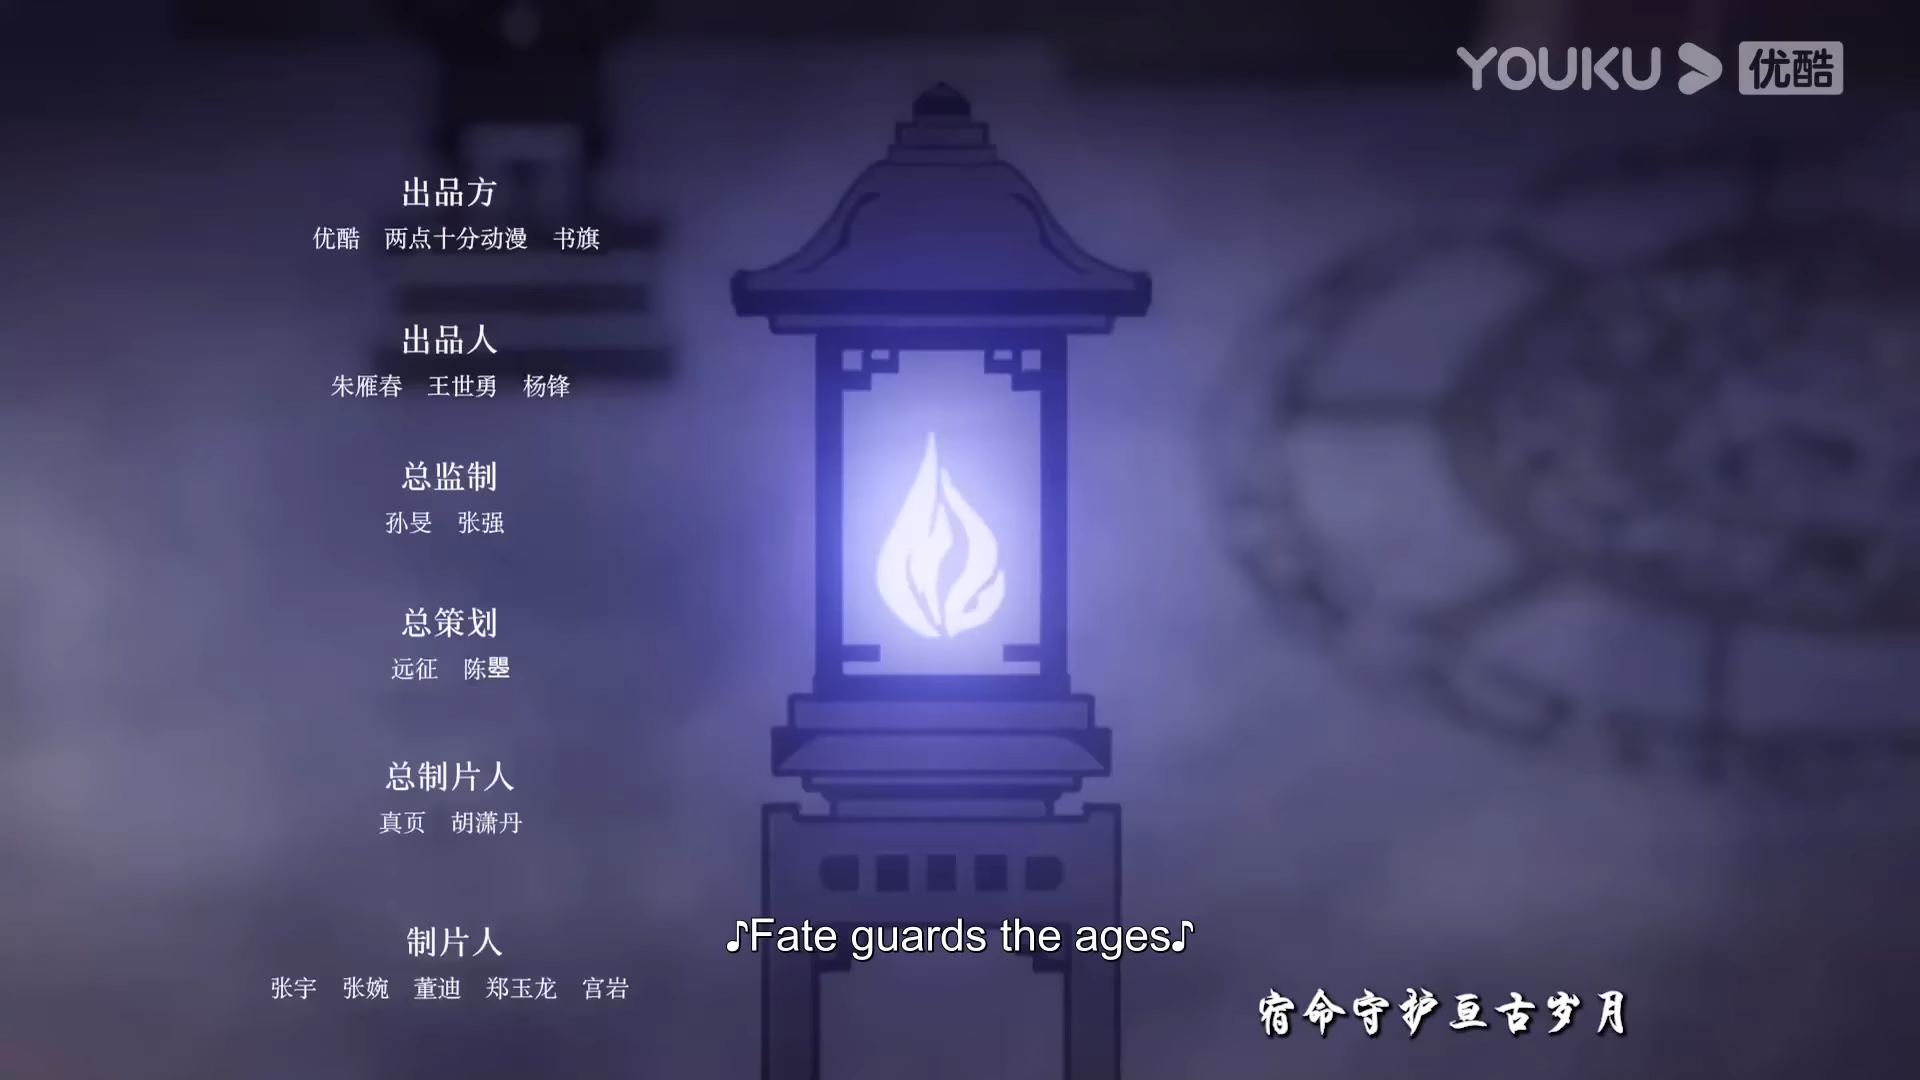 YOUKU 优酷
出品方
优酷 两点十分动漫 书旗
出品人
朱雁春 王世勇 杨锋
总监制
孙旻 张强
总策划
远征 陈曌
总制片人
真页 胡潇丹
制片人
张宇 张婉 董迪 郑玉龙 宫岩
♪Fate guards the ages♪
宿命守护亘古岁月